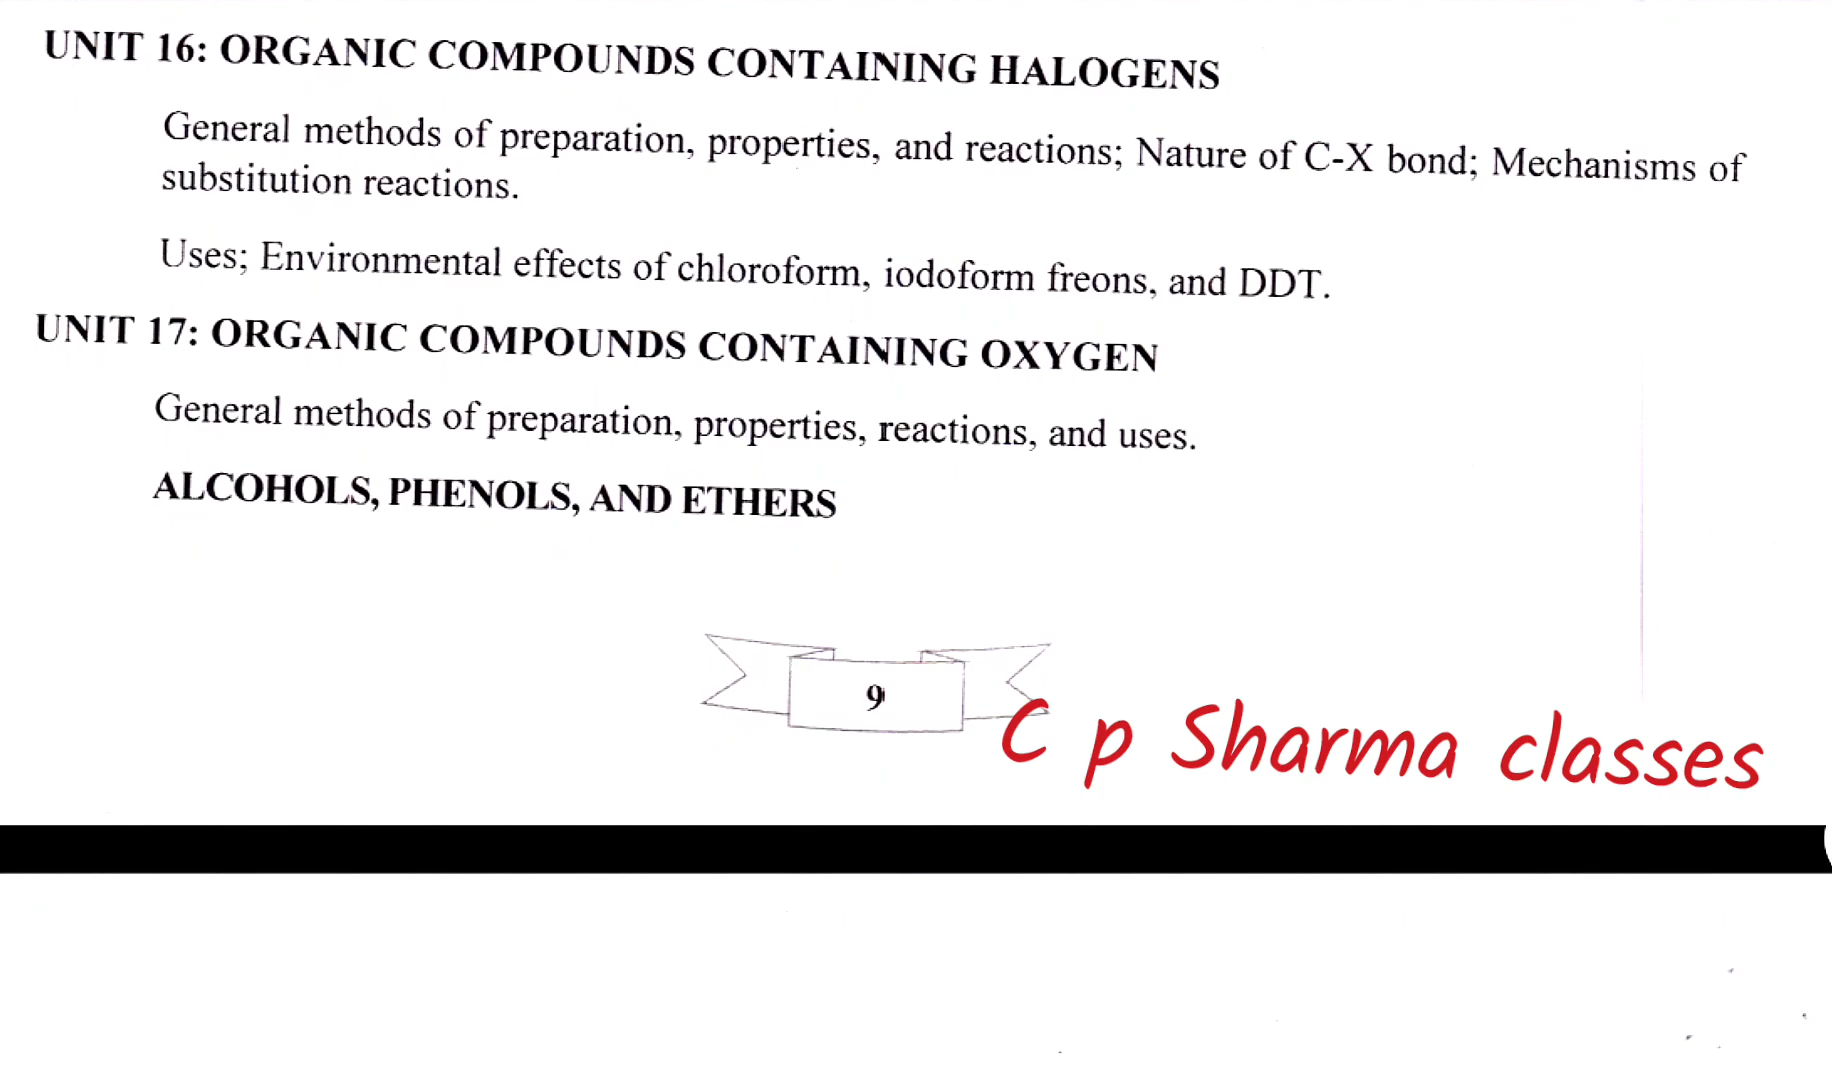 UNIT 16: ORGANIC COMPOUNDS CONTAINING HALOGENS
General methods of preparation, properties, and reactions; Nature of C-X bond; Mechanisms of
substitution reactions.
Uses; Environmental effects of chloroform, iodoform freons, and DDT.
UNIT 17: ORGANIC COMPOUNDS CONTAINING OXYGEN
General methods of preparation, properties, reactions, and uses.
ALCOHOLS, PHENOLS, AND ETHERS
9
C p Sharma classes